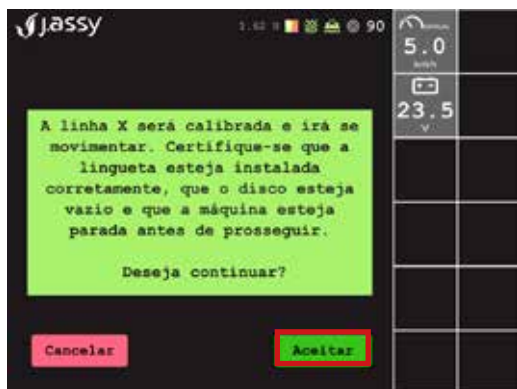 Jassy
90
5.0
23.5
V
A linha X será calibrada e irá se
movimentar. Certifique-se que a
lingueta esteja instalada
corretamente, que o disco esteja
vazio e que a máquina esteja
parada antes de prosseguir.
Deseja continuar?
Cancelar
Aceitar